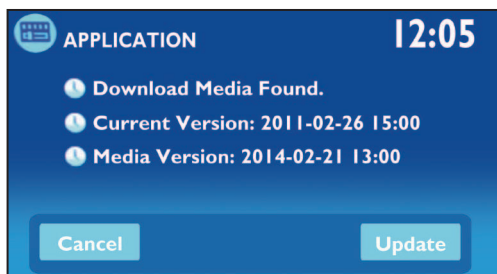 APPLICATION 12:05
Download Media Found.
Current Version: 2011-02-26 15:00
Media Version: 2014-02-21 13:00
Cancel Update